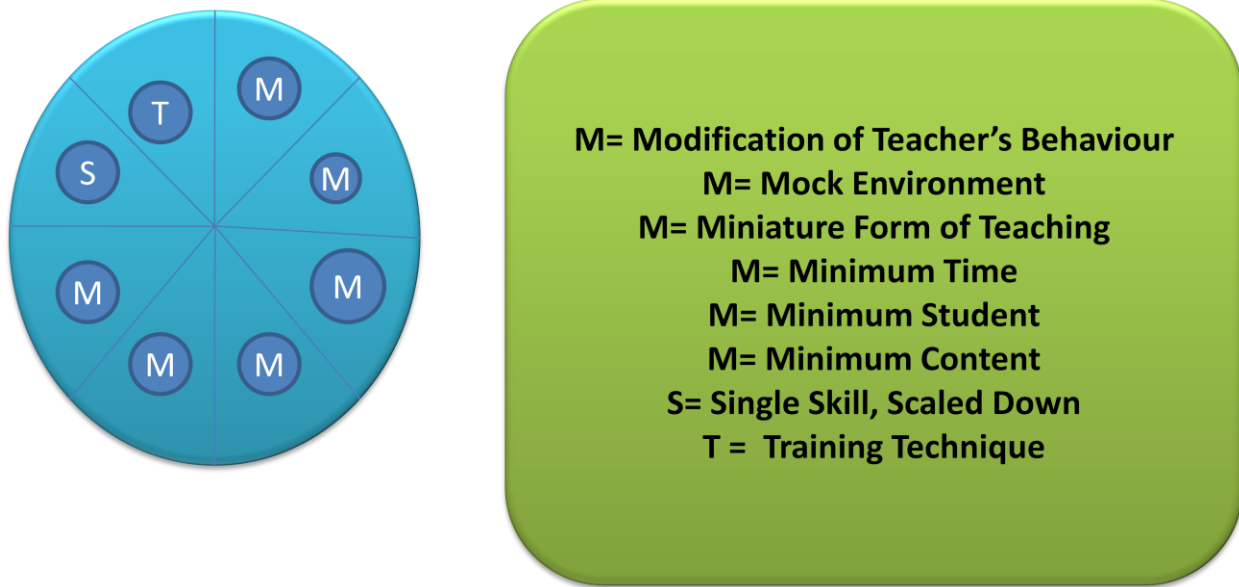 T
M
S
M
M
M
M
M
M= Modification of Teacher’s Behaviour
M= Mock Environment
M= Miniature Form of Teaching
M= Minimum Time
M= Minimum Student
M= Minimum Content
S= Single Skill, Scaled Down
T = Training Technique